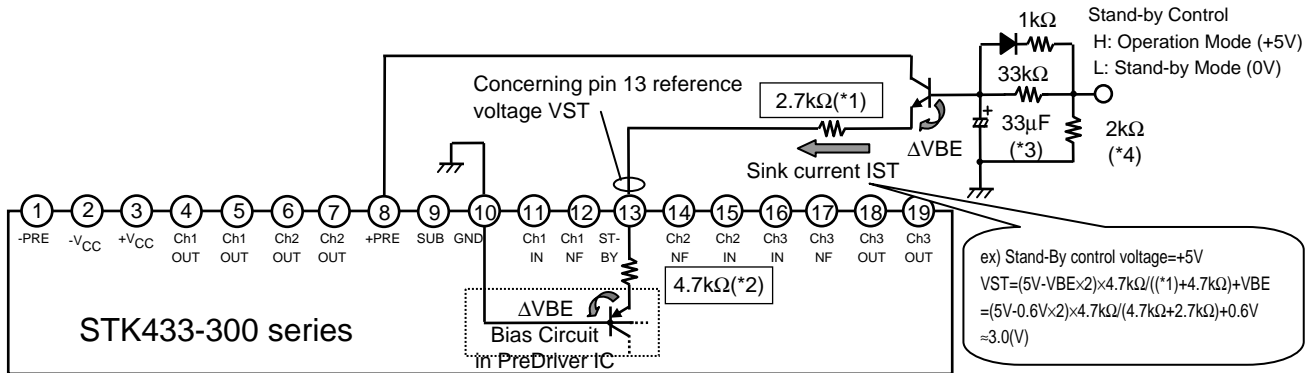 1kΩ
Stand-by Control
H: Operation Mode (+5V)
L: Stand-by Mode (0V)
Concerning pin 13 reference
voltage VST
2.7kΩ(*1)
33kΩ
+
33µF
(*3)
2kΩ
(*4)
ΔVBE
Sink current IST
1 2 3 4 5 6 7 8 9 10 11 12 13 14 15 16 17 18 19
-PRE
-VCC
+VCC
Ch1
OUT
Ch1
OUT
Ch2
OUT
Ch2
OUT
+PRE
SUB
GND
Ch1
IN
Ch1
NF
ST-
BY
Ch2
NF
Ch2
IN
Ch3
IN
Ch3
NF
Ch3
OUT
Ch3
OUT
4.7kΩ(*2)
ΔVBE
Bias Circuit
in PreDriver IC
STK433-300 series
ex) Stand-By control voltage=+5V
VST=(5V-VBE×2)×4.7kΩ/((*1)+4.7kΩ)+VBE
=(5V-0.6V×2)×4.7kΩ/(4.7kΩ+2.7kΩ)+0.6V
≈3.0(V)